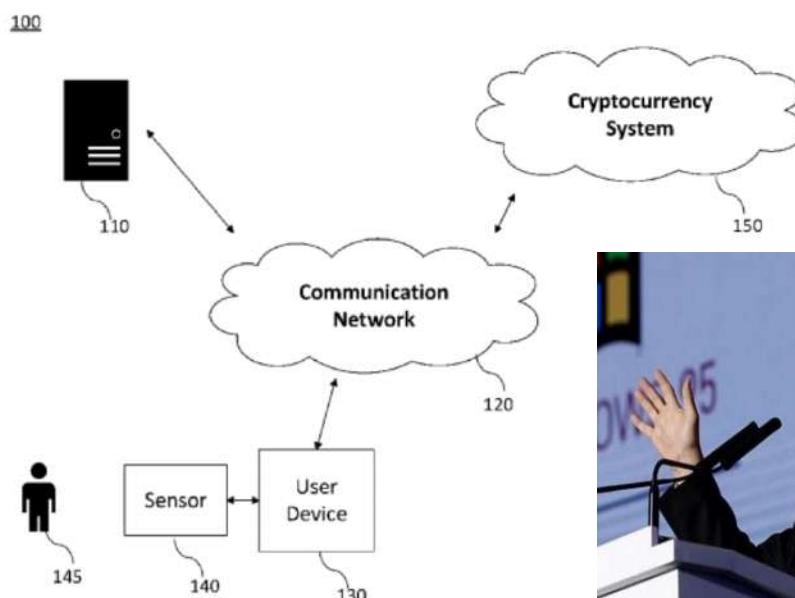 100
Cryptocurrency
System
110
150
Communication
Network
120
Sensor
User
Device
145
140
130